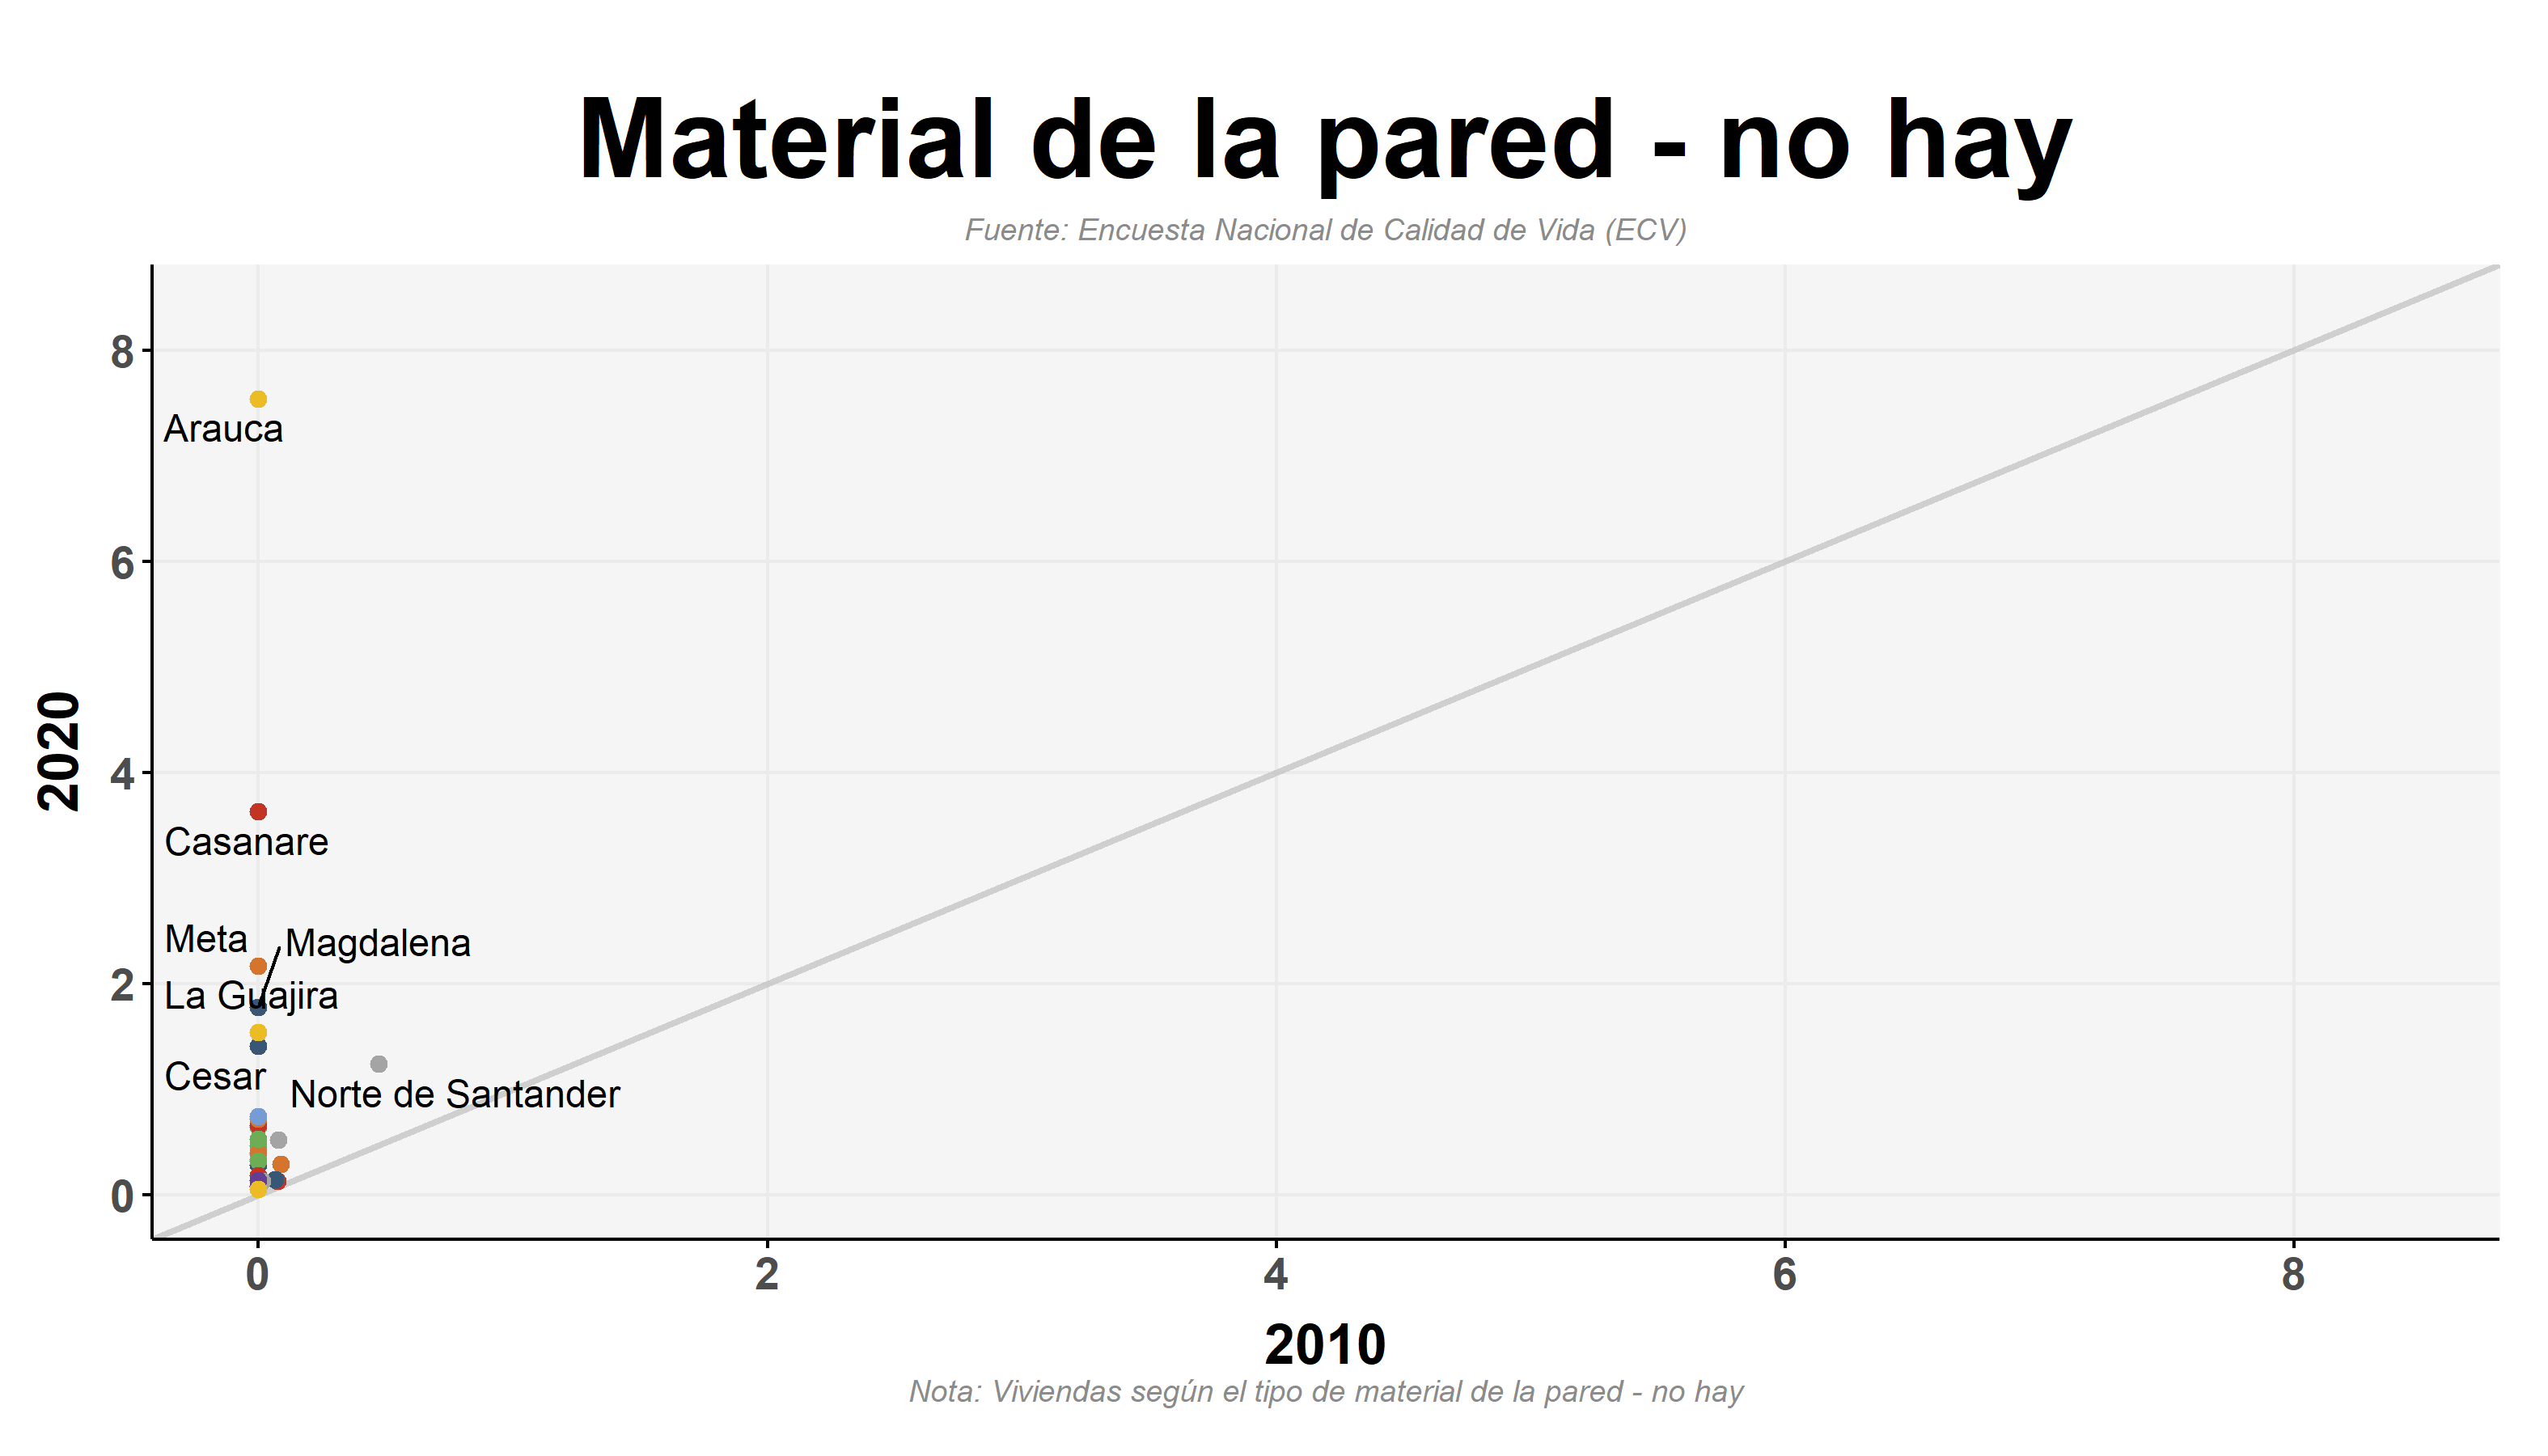 Material de la pared - no hay
Fuente: Encuesta Nacional de Calidad de Vida (ECV)
8
Arauca
6
2020
4
Casanare
Meta
Magdalena
2
La Guajira
Cesar
Norte de Santander
0
0 2 4 6 8
2010
Nota: Viviendas según el tipo de material de la pared - no hay